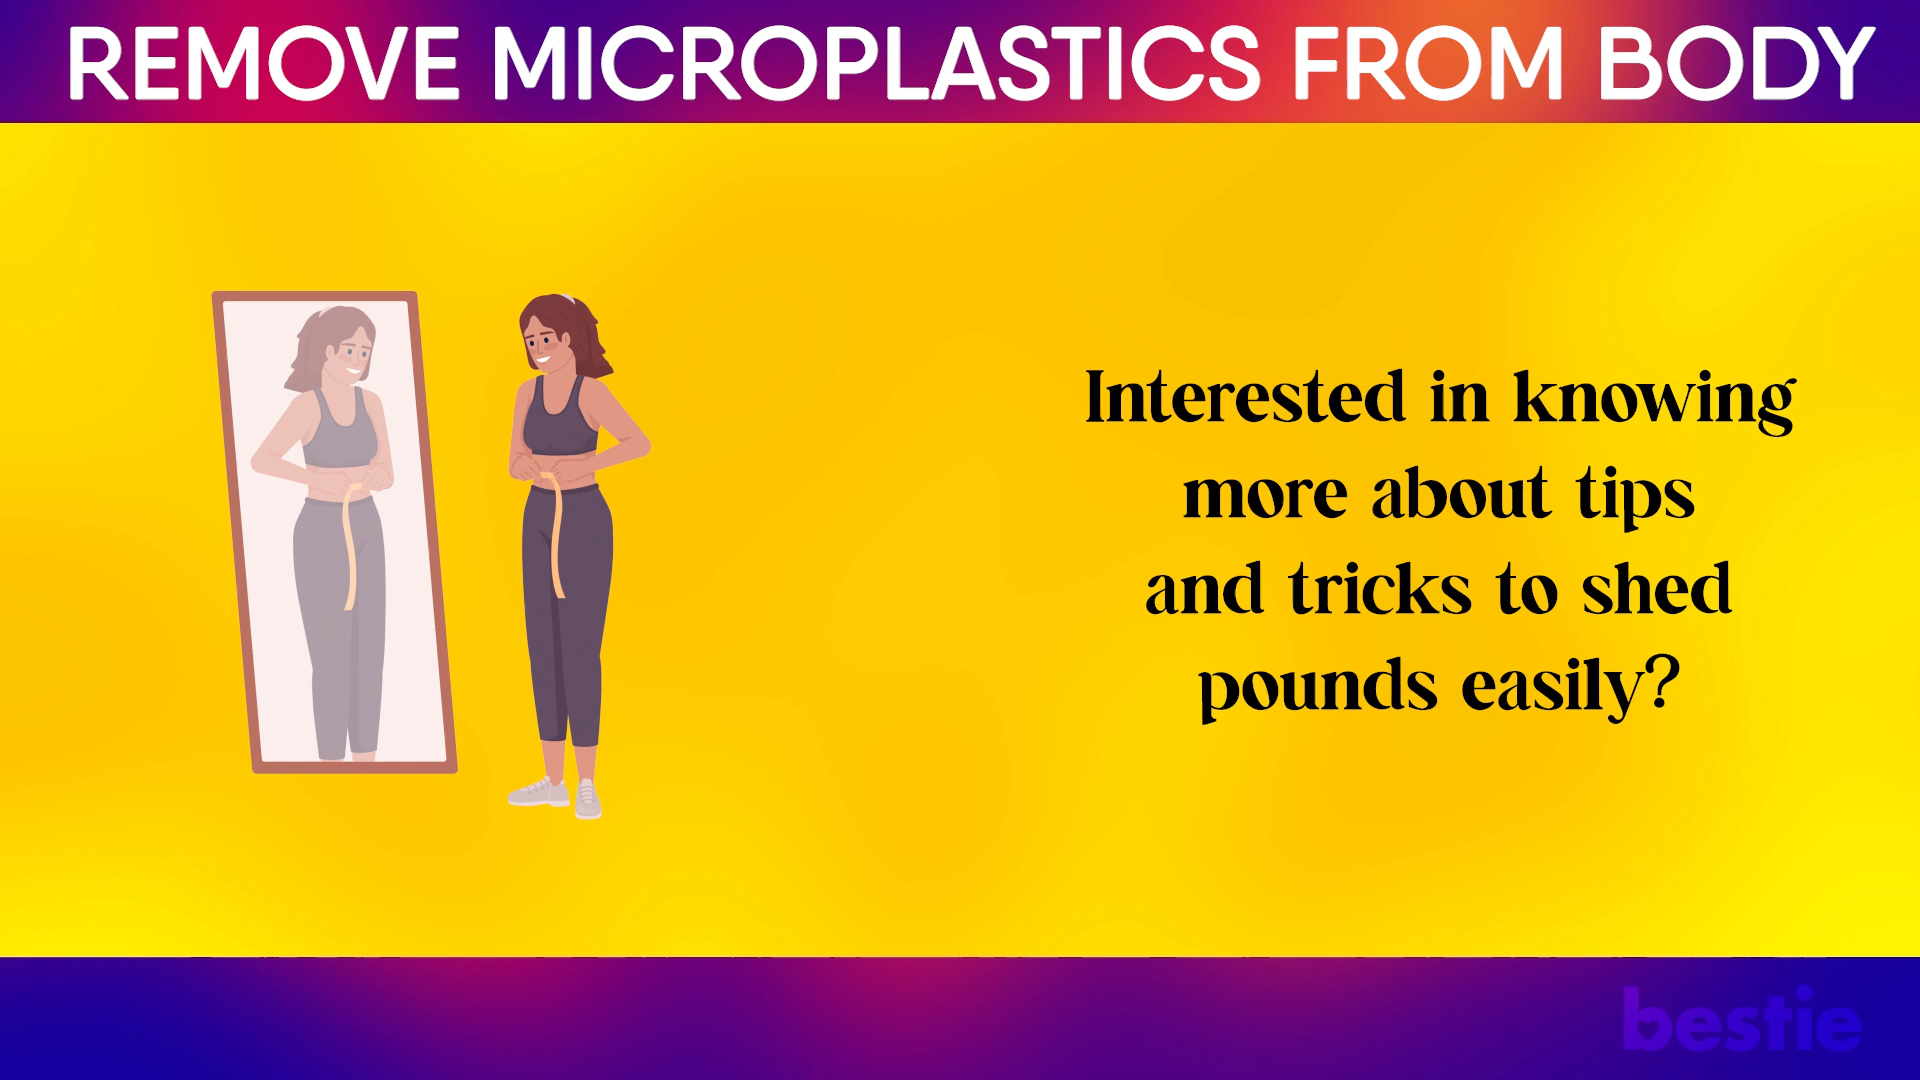 REMOVE MICROPLASTICS FROM BODY
Interested in knowing
more about tips
and tricks to shed
pounds easily?
bestie